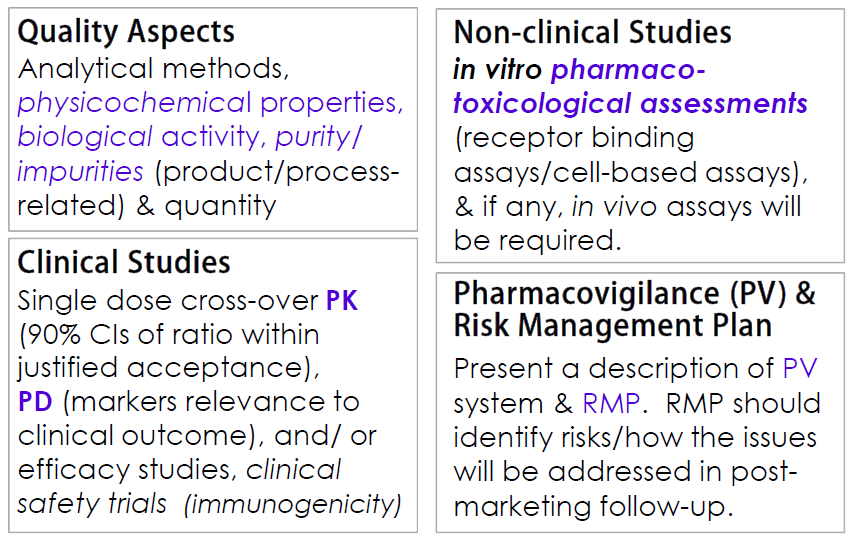 Quality Aspects
Analytical methods,
physicochemical properties,
biological activity, purity/
impurities (product/process-
related) & quantity
Clinical Studies
Single dose cross-over PK
(90% CIs of ratio within
justified acceptance),
PD (markers relevance to
clinical outcome), and/ or
efficacy studies, clinical
safety trials (immunogenicity)
Non-clinical Studies
in vitro pharmaco-
toxicological assessments
(receptor binding
assays/cell-based assays),
& if any, in vivo assays will
be required.
Pharmacovigilance (PV) &
Risk Management Plan
Present a description of PV
system & RMP. RMP should
identify risks/how the issues
will be addressed in post-
marketing follow-up.